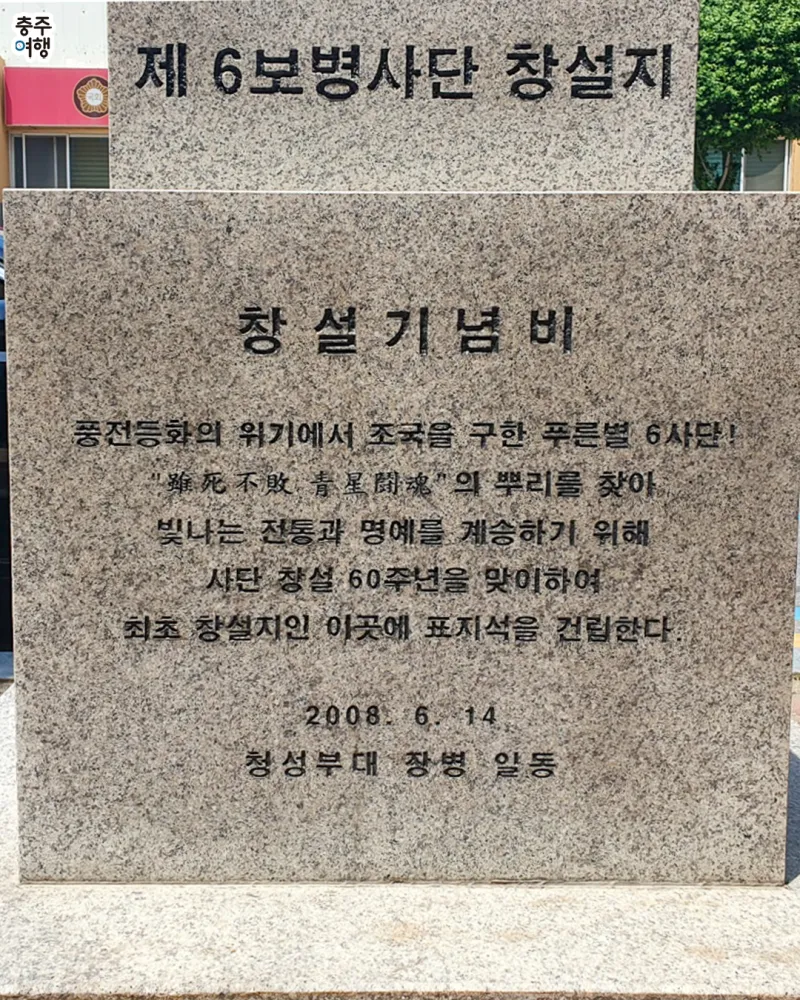 충주
여행
제 6보병사단 창설지
창설기념비
풍전등화의 위기에서 조국을 구한 푸른별 6사단!
"雖死不敗 青星鬪魂"의 뿌리를 찾아
빛나는 전통과 명예를 계승하기 위해
사단 창설 60주년을 맞이하여
최초 창설지인 이곳에 표지석을 건립한다.
2008. 6. 14
청성부대 장병 일동